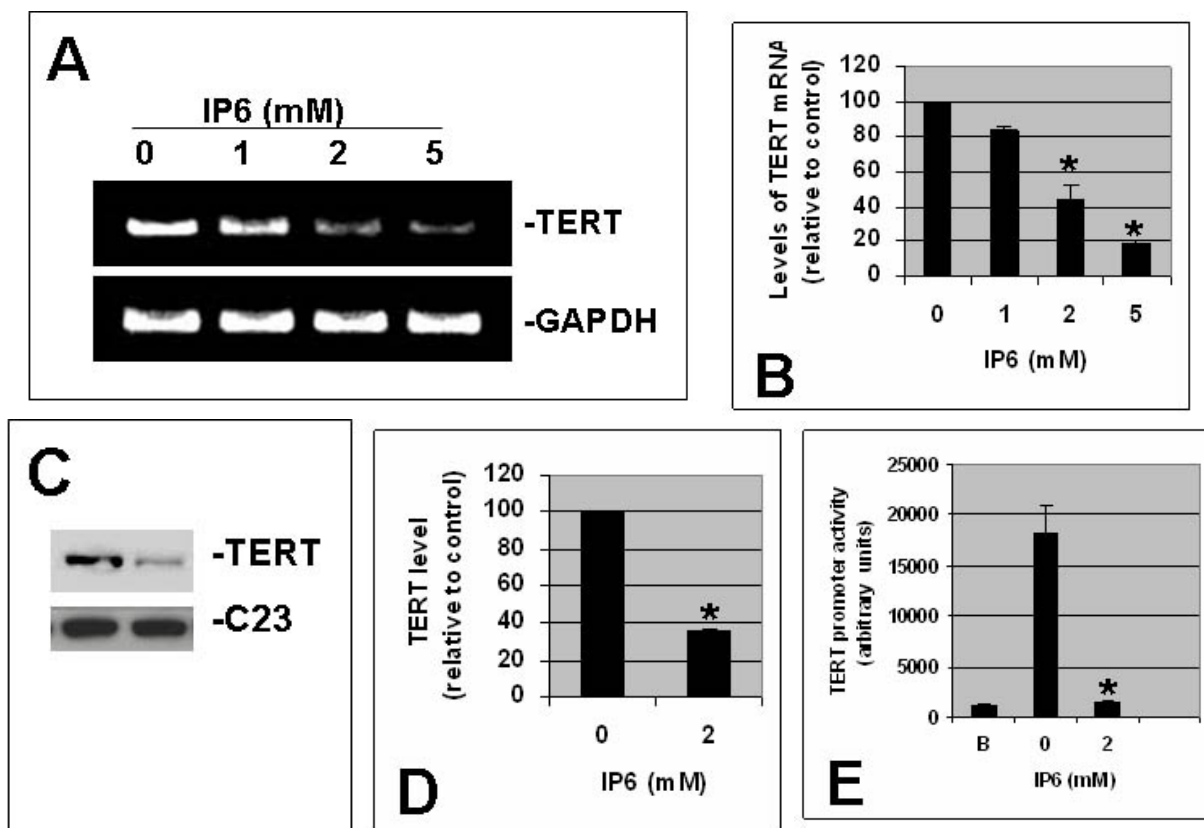 A
IP6 (mM)
0 1 2 5
-TERT
-GAPDH
Levels of TERT mRNA
(relative to control)
120
100
80
60
40
20
0
*
*
0 1 2 5
IP6 (mM)
B
C
-TERT
-C23
TERT level
(relative to control)
120
100
80
60
40
20
0
*
0 2
IP6 (mM)
D
TERT promoter activity
(arbitrary units)
25000
20000
15000
10000
5000
0
*
B 0 2
IP6 (mM)
E